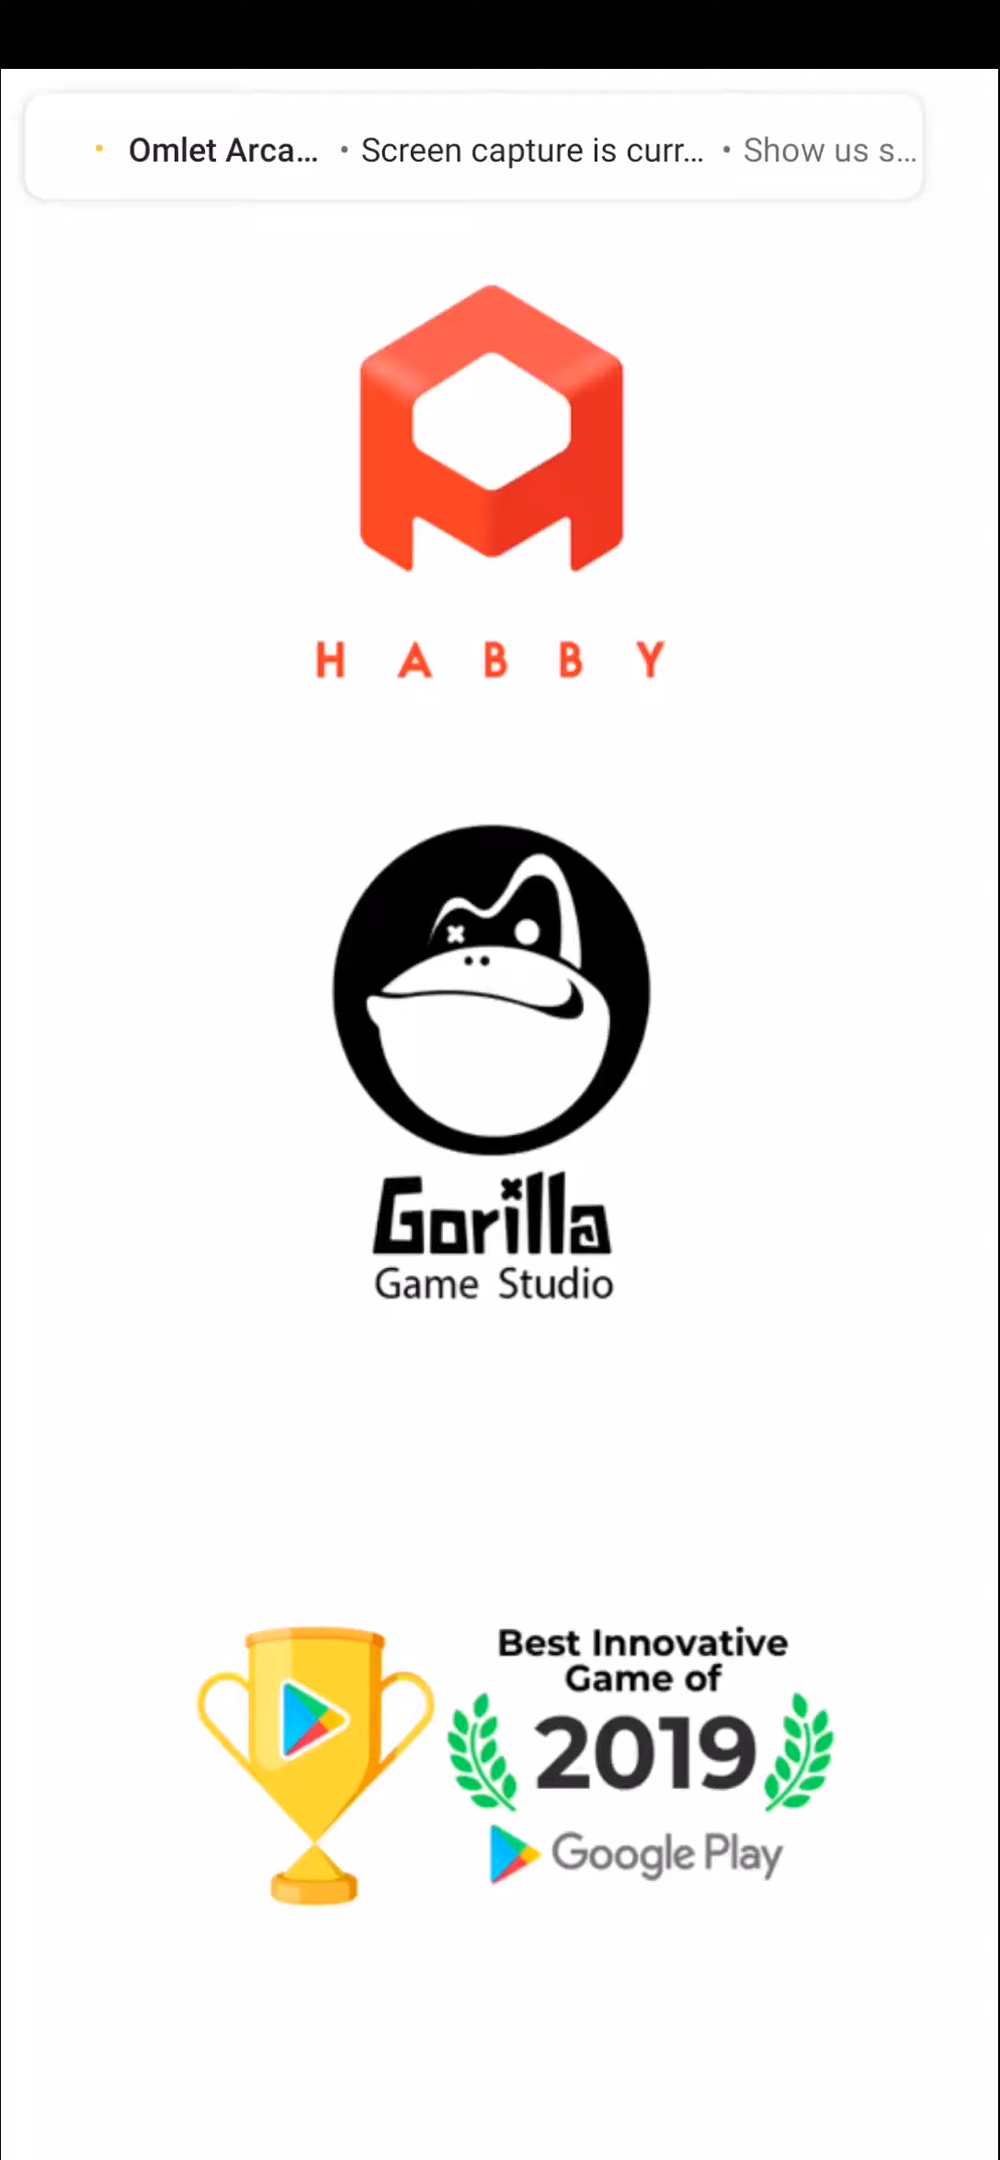 Omlet Arca... • Screen capture is curr... • Show us s...
HABBY
Gorilla
Game Studio
Best Innovative
Game of
2019
Google Play